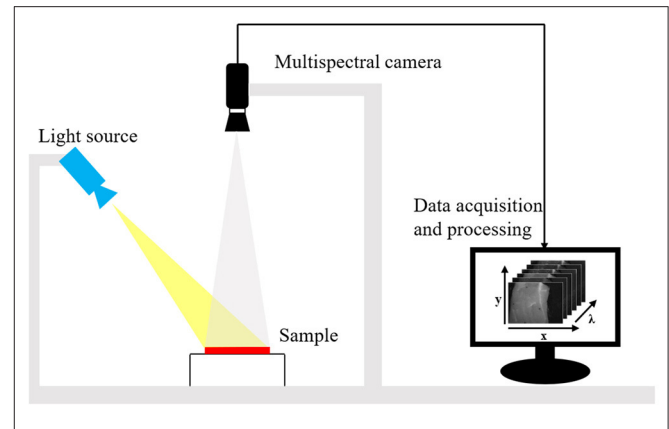 Multispectral camera
Light source
Data acquisition
and processing
y
λ
x
Sample